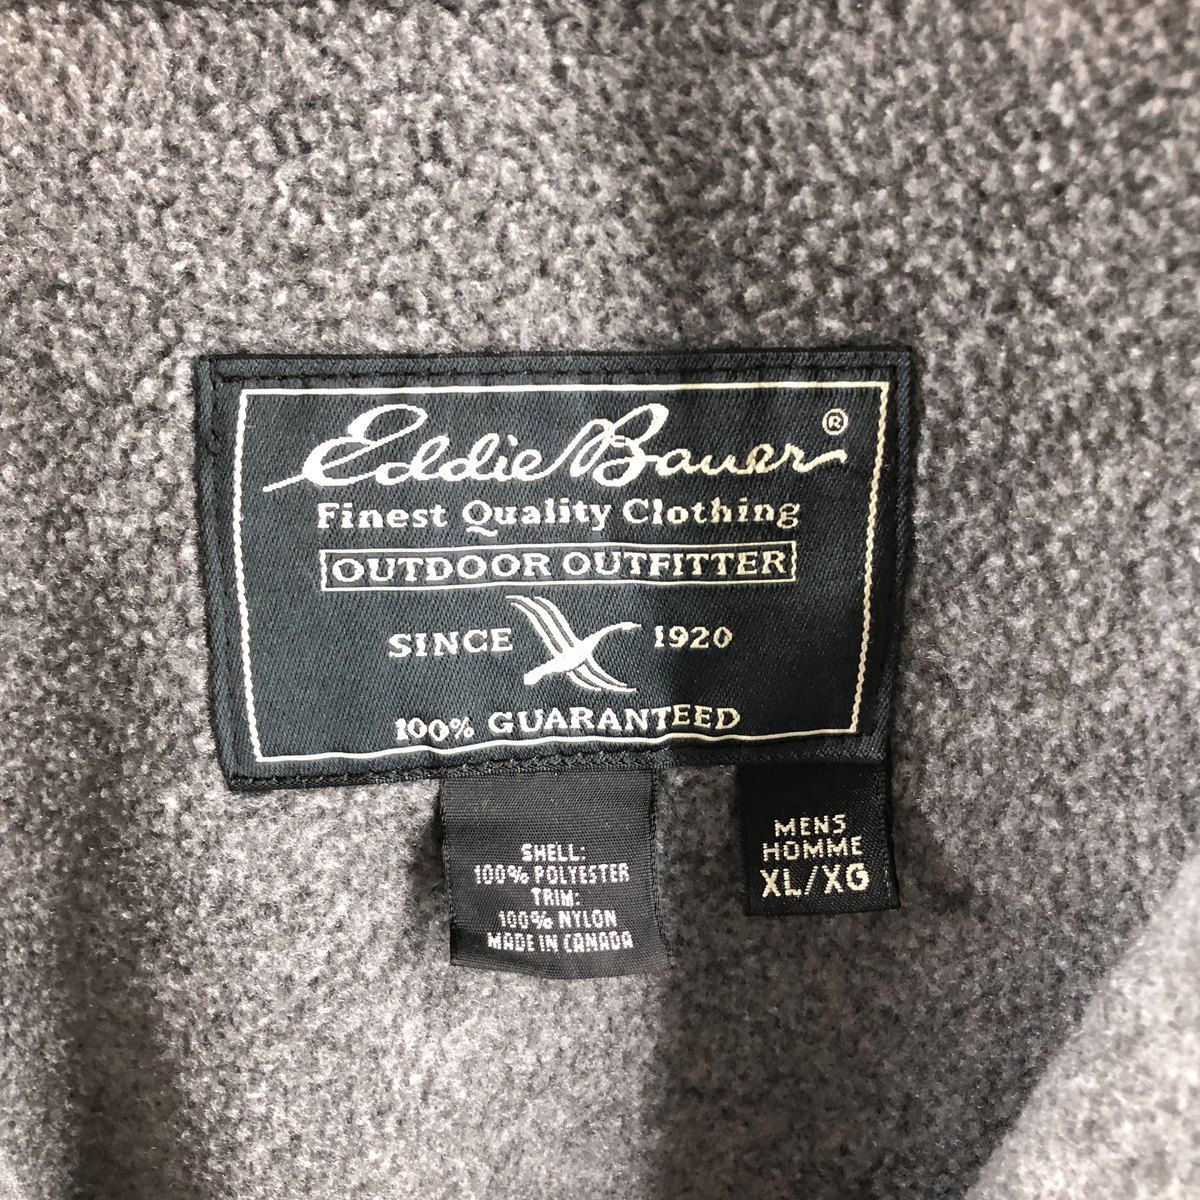 Eddie Bauer®
Finest Quality Clothing
OUTDOOR OUTFITTER
SINCE 1920
100% GUARANTEED
SHELL:
100% POLYESTER
TRIM:
100% NYLON
MADE IN CANADA
MENS
HOMME
XL/XG